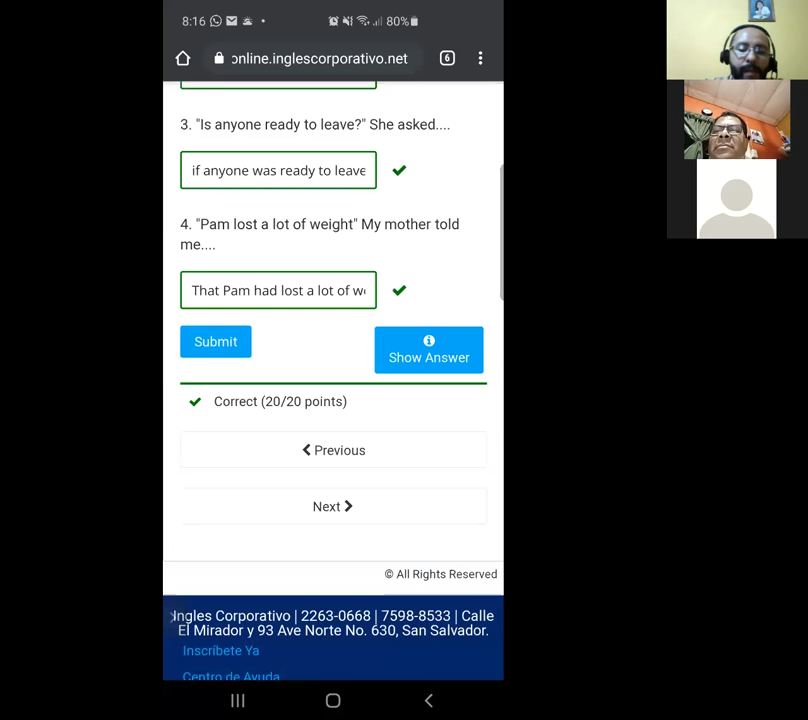 8:16
80%
online.inglescorporativo.net
6
3. "Is anyone ready to leave?" She asked....
if anyone was ready to leave
4. "Pam lost a lot of weight" My mother told
me....
That Pam had lost a lot of
Submit
Show Answer
Correct (20/20 points)
Previous
Next
© All Rights Reserved
Ingles Corporativo | 2263-0668 | 7598-8533 | Calle
El Mirador y 93 Ave Norte No. 630, San Salvador.
Inscríbete Ya
Centro de Ayuda